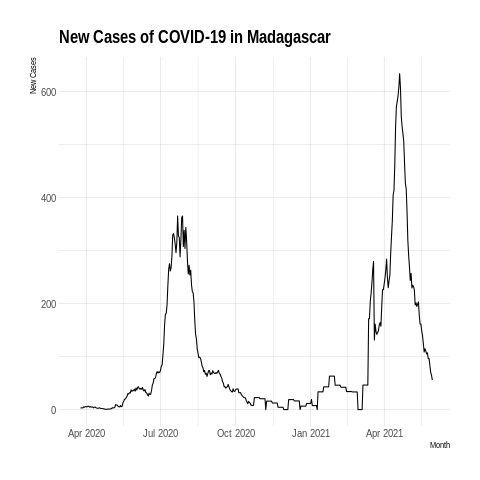 New Cases of COVID-19 in Madagascar
New Cases
600
400
200
0
Apr 2020 Jul 2020 Oct 2020 Jan 2021 Apr 2021
Month